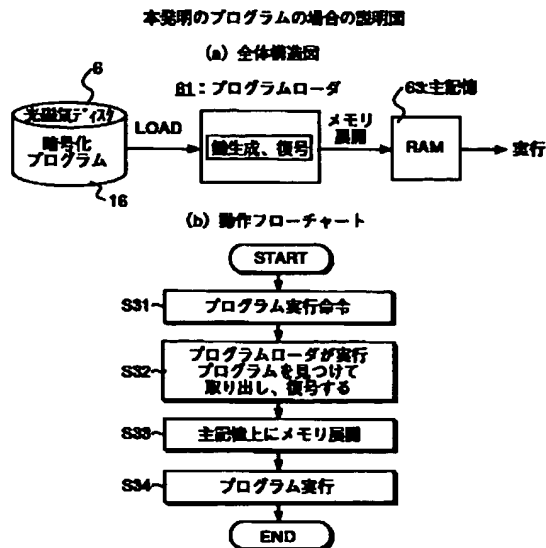 本発明のプログラムの場合の説明図
(a) 全体構造図
6
61：プログラムローダ
63:主記憶
光磁気ディスク
暗号化
プログラム
LOAD
鍵生成、復号
メモリ
展開
RAM
実行
16
(b) 動作フローチャート
START
S31
プログラム実行命令
S32
プログラムローダが実行
プログラムを見つけて
取り出し、復号する
S33
主記憶上にメモリ展開
S34
プログラム実行
END